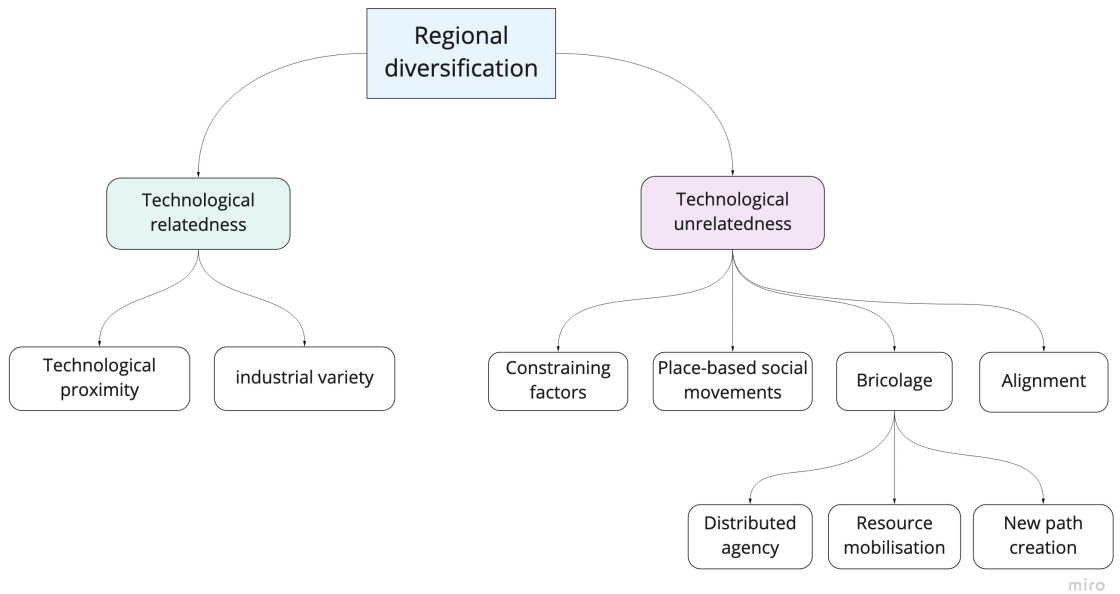 Regional
diversification
Technological
relatedness
Technological
unrelatedness
Technological
proximity
industrial variety
Constraining
factors
Place-based social
movements
Bricolage
Alignment
Distributed
agency
Resource
mobilisation
New path
creation
miro